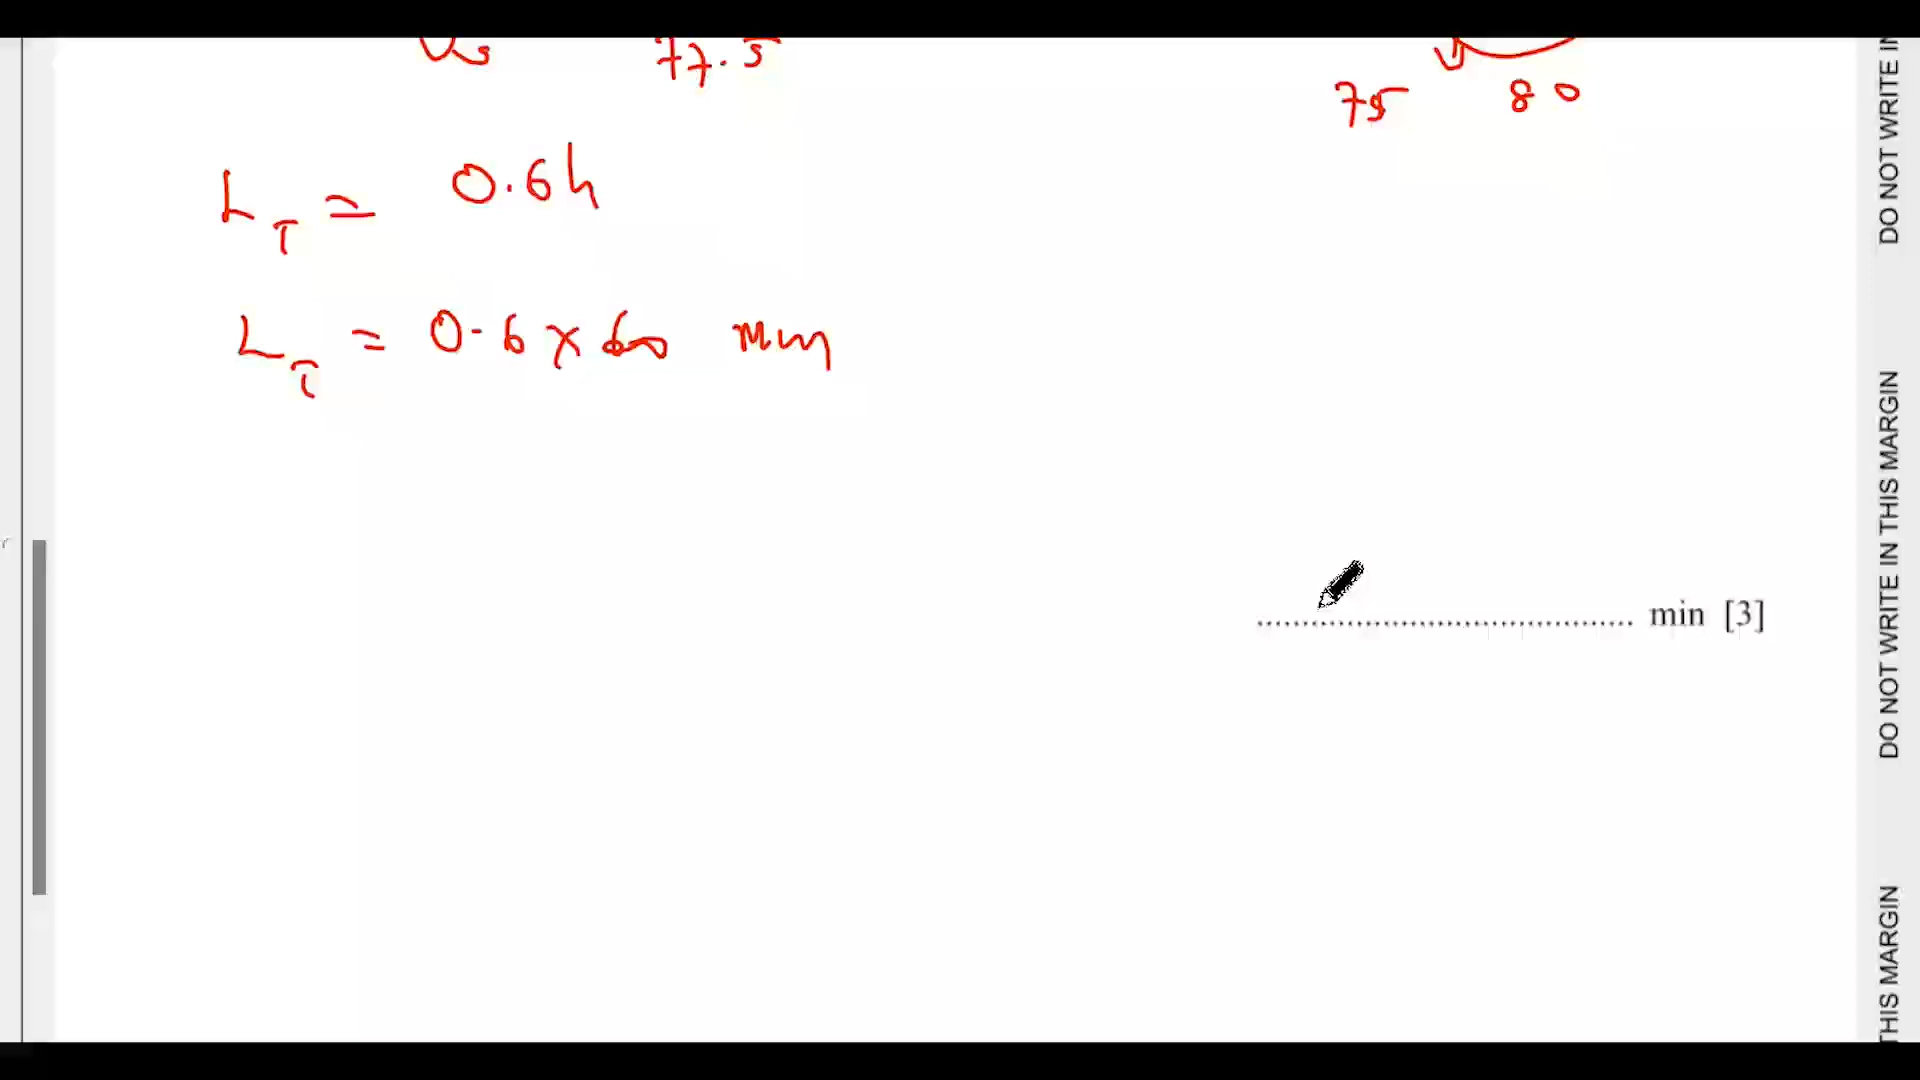 77.5
75 80
L_T = 0.6h
L_T = 0.6 x 60 min
.......................................... min [3]
DO NOT WRITE IN
DO NOT WRITE IN THIS MARGIN
THIS MARGIN